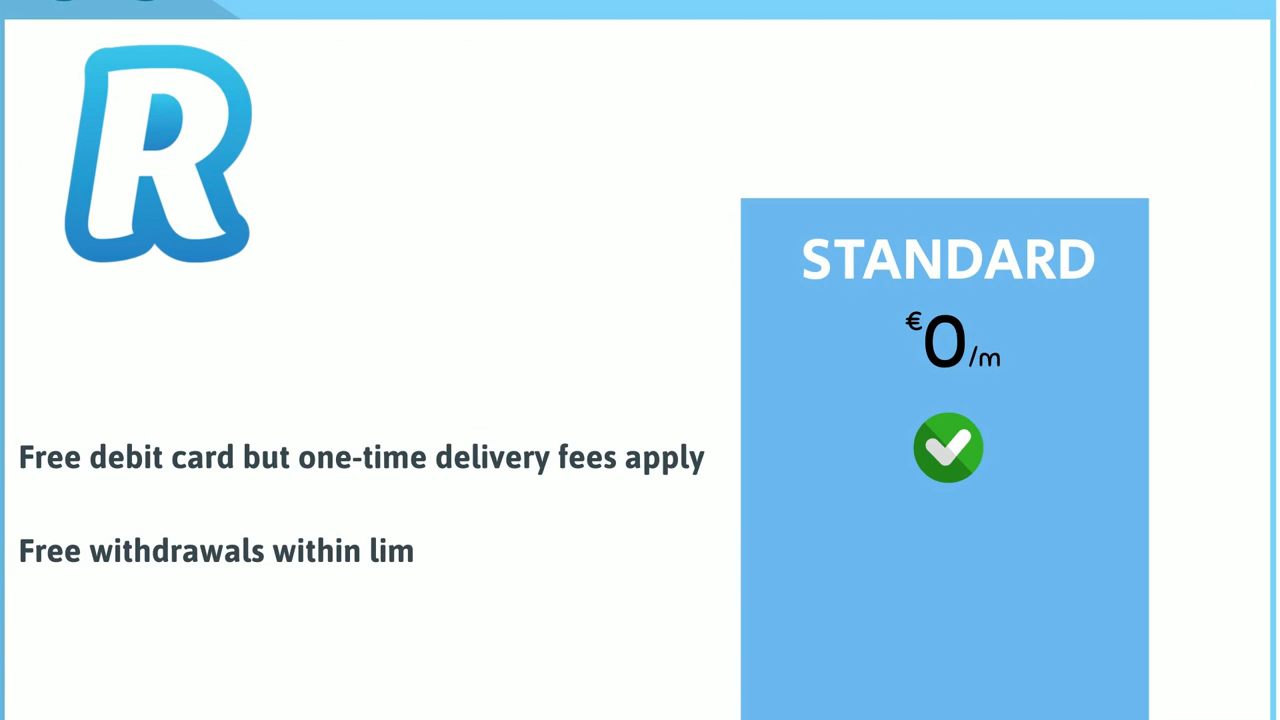 R
STANDARD
€0/m
Free debit card but one-time delivery fees apply
Free withdrawals within lim